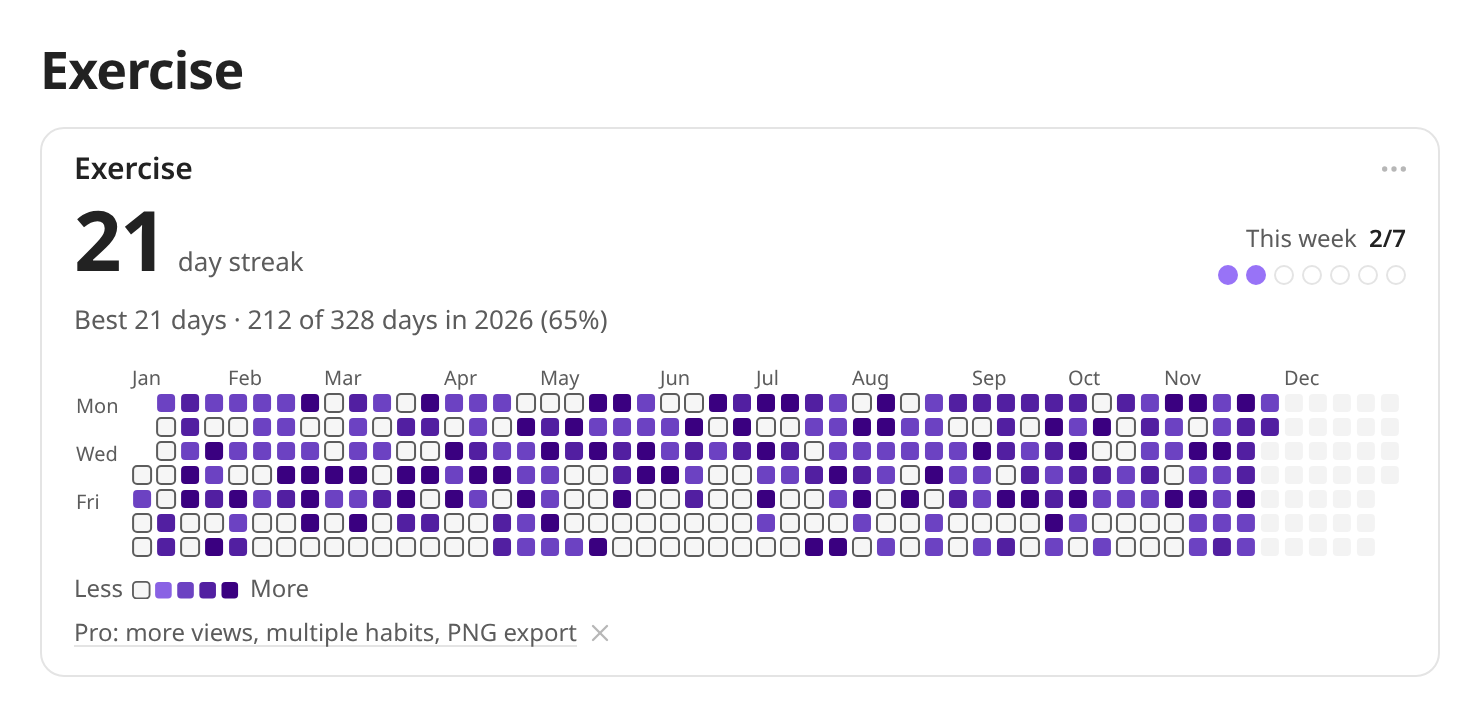 Exercise
Exercise
21 day streak
This week 2/7
Best 21 days · 212 of 328 days in 2026 (65%)
Jan Feb Mar Apr May Jun Jul Aug Sep Oct Nov Dec
Mon
Wed
Fri
Less More
Pro: more views, multiple habits, PNG export